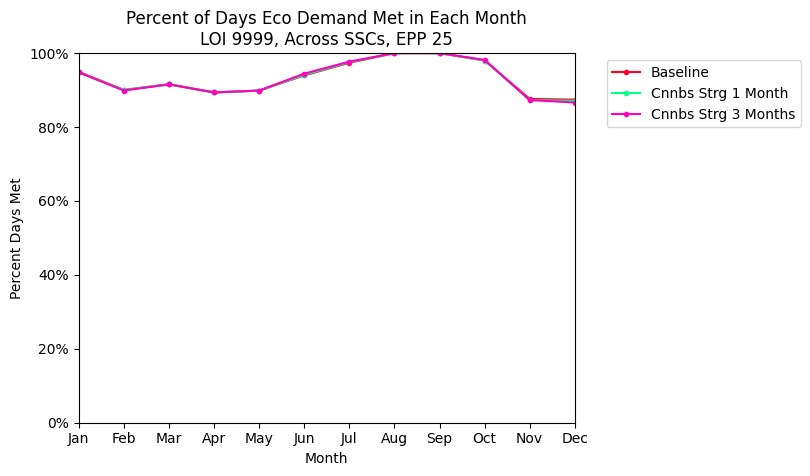 Percent of Days Eco Demand Met in Each Month
LOI 9999, Across SSCs, EPP 25
100%
80%
60%
40%
20%
0%
Percent Days Met
Jan Feb Mar Apr May Jun Jul Aug Sep Oct Nov Dec
Month
Baseline
Cnnbs Strg 1 Month
Cnnbs Strg 3 Months